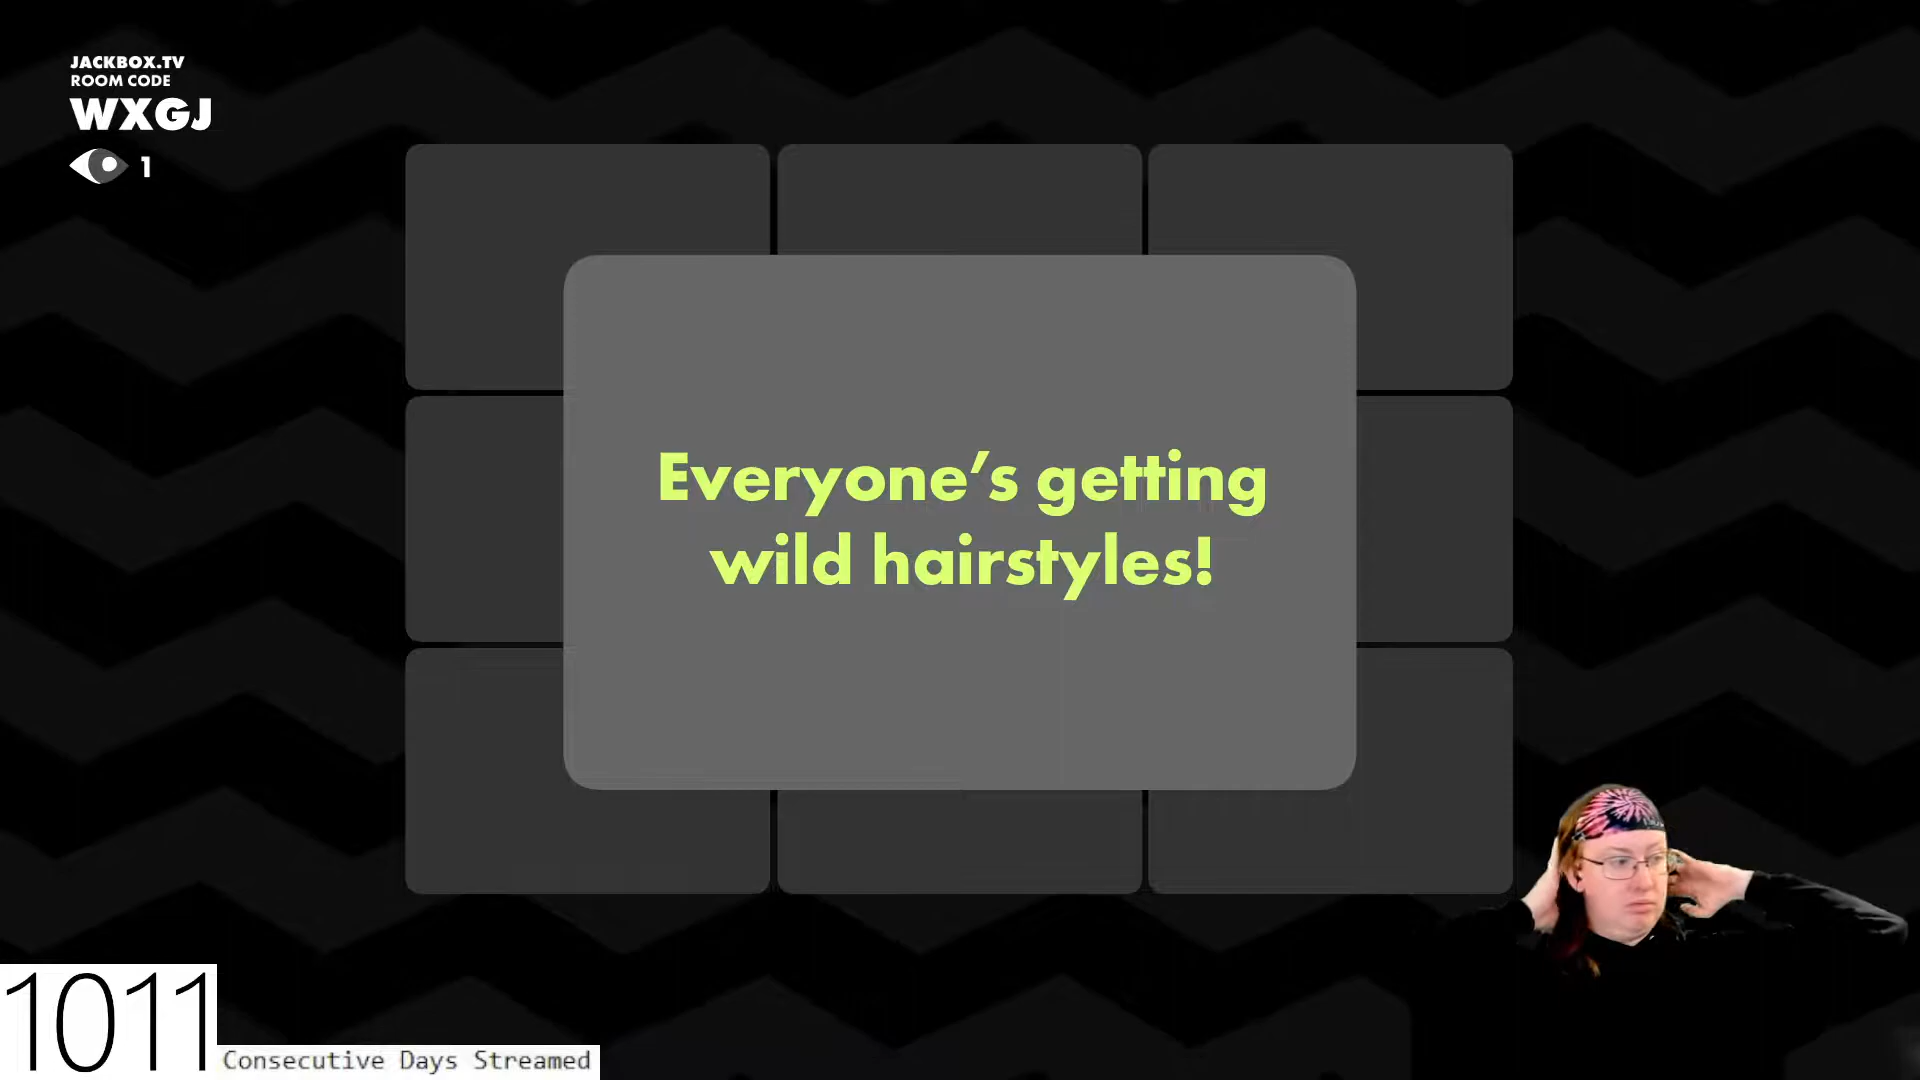 JACKBOX.TV
ROOM CODE
WXGJ
1
Everyone’s getting
wild hairstyles!
1011
Consecutive Days Streamed